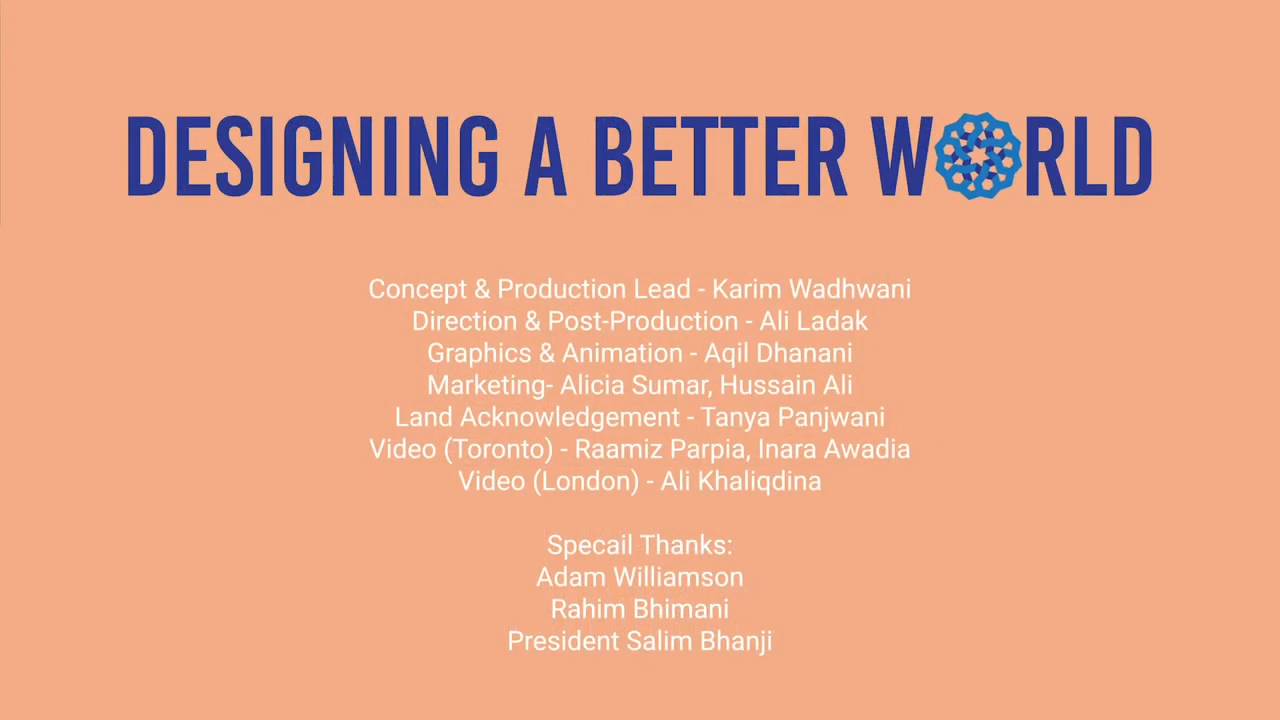 DESIGNING A BETTER WORLD
Concept & Production Lead - Karim Wadhwani
Direction & Post-Production - Ali Ladak
Graphics & Animation - Aqil Dhanani
Marketing- Alicia Sumar, Hussain Ali
Land Acknowledgement - Tanya Panjwani
Video (Toronto) - Raamiz Parpia, Inara Awadia
Video (London) - Ali Khaliqdina
Specail Thanks:
Adam Williamson
Rahim Bhimani
President Salim Bhanji